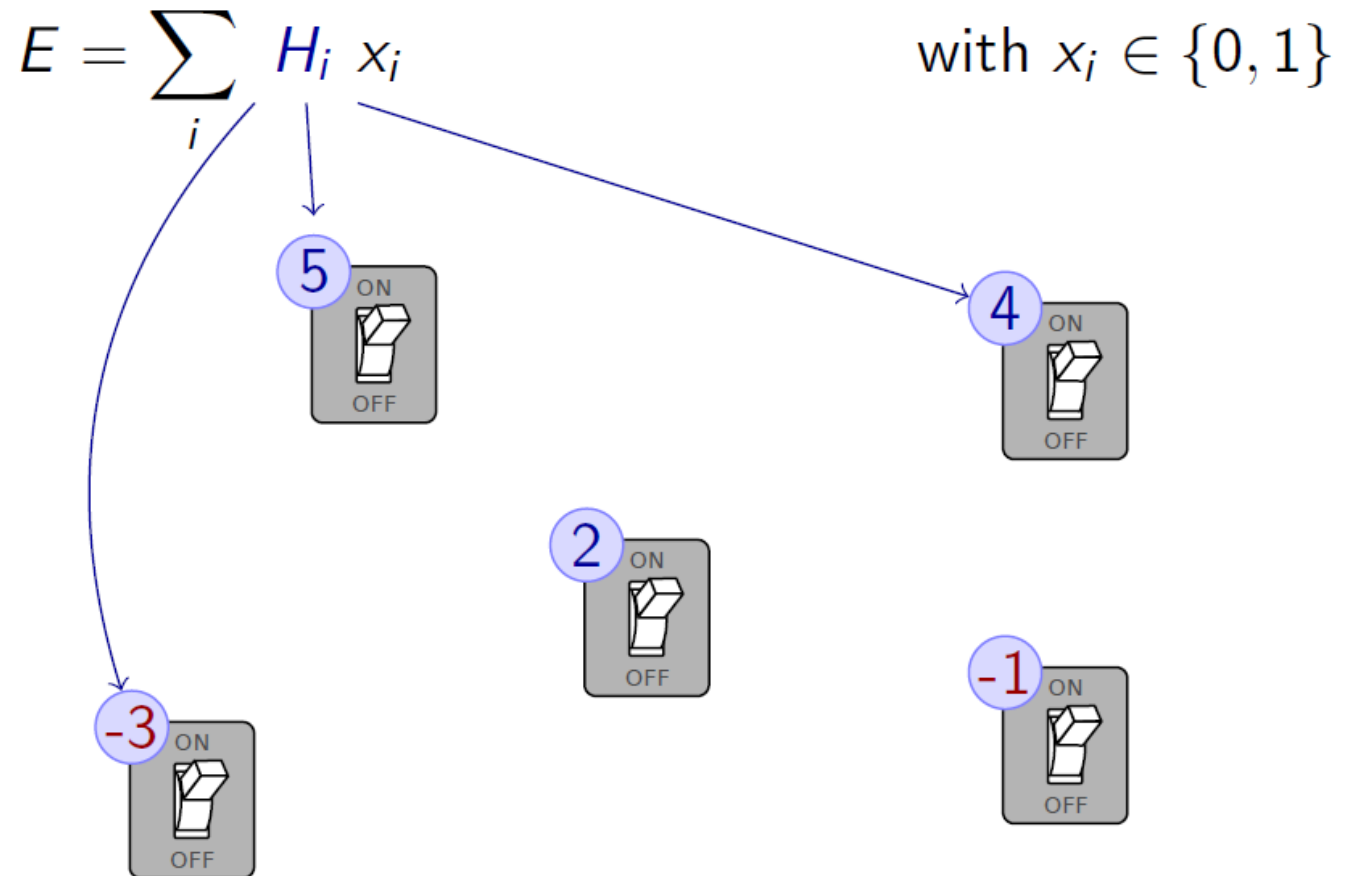 E = ∑_i H_i x_i with x_i ∈ {0, 1}
5
ON
OFF
4
ON
OFF
2
ON
OFF
-1
ON
OFF
-3
ON
OFF